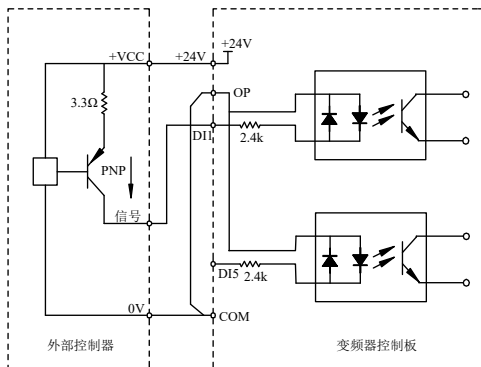 +24V
+VCC
+24V
OP
3.3Ω
DI1
2.4k
PNP
信号
DI5
2.4k
0V
COM
外部控制器
变频器控制板